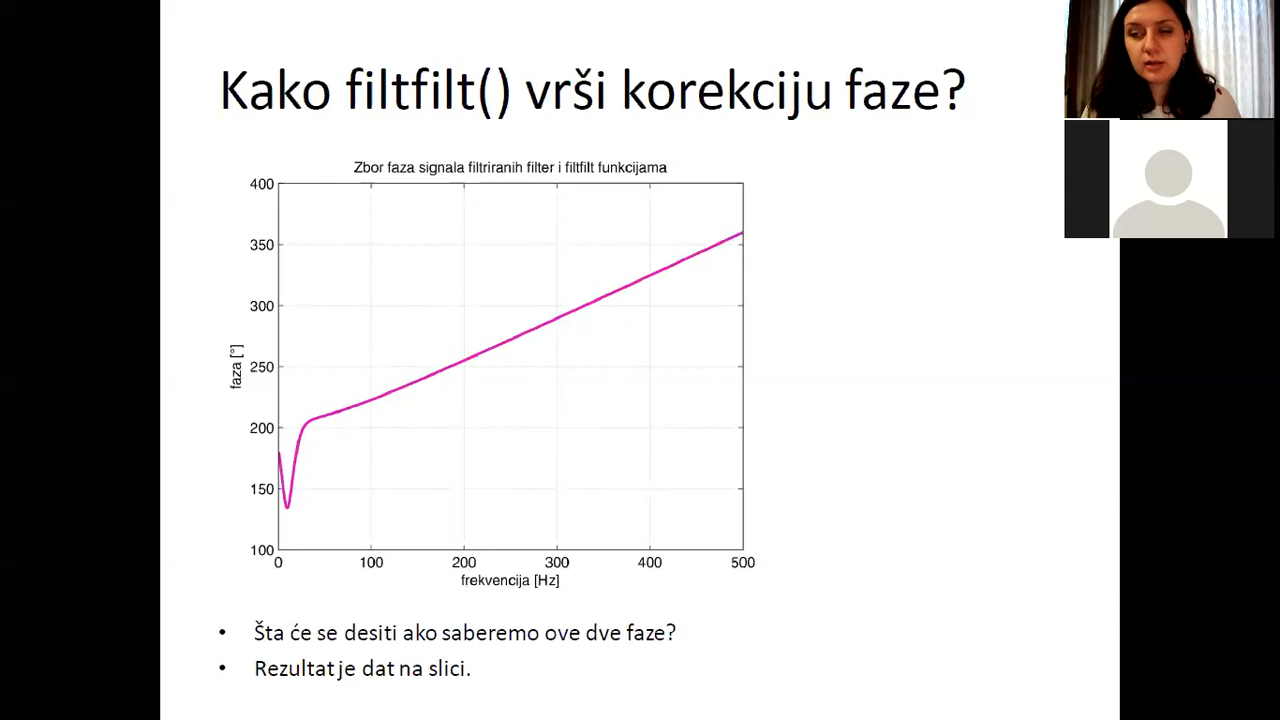 Kako filtfilt() vrši korekciju faze?
Zbor faza signala filtriranih filter i filtfilt funkcijama
400
350
300
250
200
150
100
faza [°]
0 100 200 300 400 500
frekvencija [Hz]
• Šta će se desiti ako saberemo ove dve faze?
• Rezultat je dat na slici.